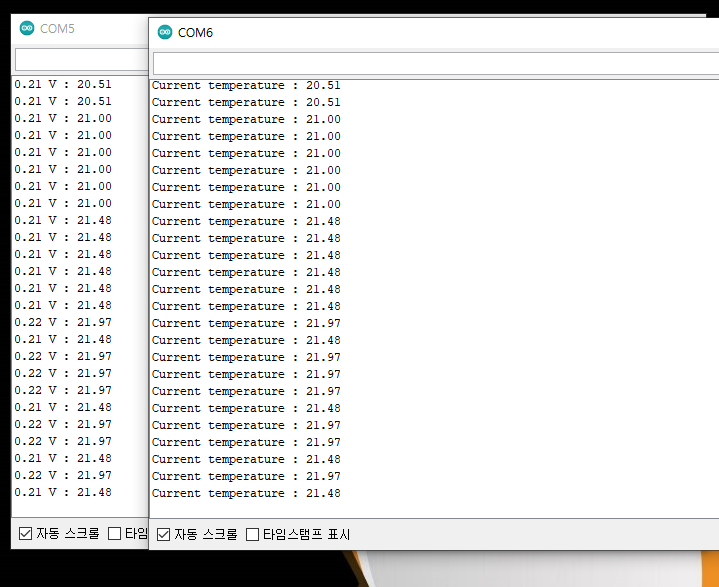 COM5
0.21 V : 20.51
0.21 V : 20.51
0.21 V : 21.00
0.21 V : 21.00
0.21 V : 21.00
0.21 V : 21.00
0.21 V : 21.00
0.21 V : 21.00
0.21 V : 21.48
0.21 V : 21.48
0.21 V : 21.48
0.21 V : 21.48
0.21 V : 21.48
0.21 V : 21.48
0.22 V : 21.97
0.21 V : 21.48
0.22 V : 21.97
0.22 V : 21.97
0.22 V : 21.97
0.21 V : 21.48
0.22 V : 21.97
0.22 V : 21.97
0.21 V : 21.48
0.22 V : 21.97
0.21 V : 21.48
자동 스크롤 타임
COM6
Current temperature : 20.51
Current temperature : 20.51
Current temperature : 21.00
Current temperature : 21.00
Current temperature : 21.00
Current temperature : 21.00
Current temperature : 21.00
Current temperature : 21.00
Current temperature : 21.48
Current temperature : 21.48
Current temperature : 21.48
Current temperature : 21.48
Current temperature : 21.48
Current temperature : 21.48
Current temperature : 21.97
Current temperature : 21.48
Current temperature : 21.97
Current temperature : 21.97
Current temperature : 21.97
Current temperature : 21.48
Current temperature : 21.97
Current temperature : 21.97
Current temperature : 21.48
Current temperature : 21.97
Current temperature : 21.48
자동 스크롤 타임스탬프 표시